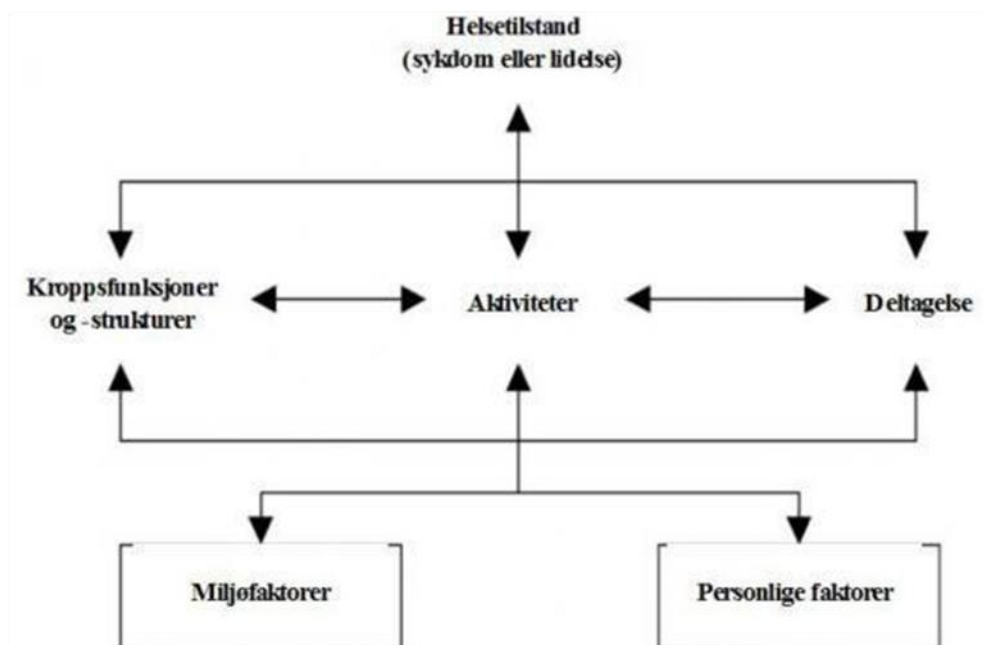 Helsetilstand
(sykdom eller lidelse)
Kroppsfunksjoner
og -strukturer
Aktiviteter
Deltagelse
Miljøfaktorer
Personlige faktorer